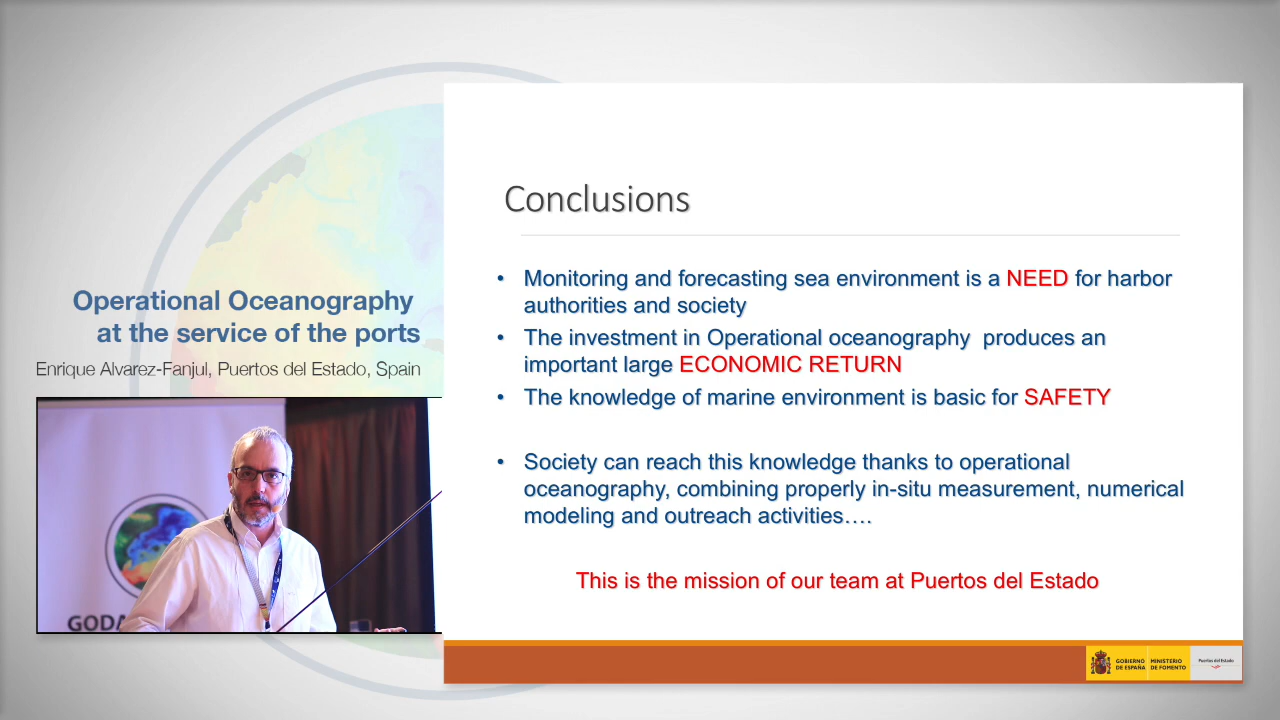 Operational Oceanography
at the service of the ports
Enrique Alvarez-Fanjul, Puertos del Estado, Spain
GODA
Conclusions
• Monitoring and forecasting sea environment is a NEED for harbor
authorities and society
• The investment in Operational oceanography produces an
important large ECONOMIC RETURN
• The knowledge of marine environment is basic for SAFETY
• Society can reach this knowledge thanks to operational
oceanography, combining properly in-situ measurement, numerical
modeling and outreach activities….
This is the mission of our team at Puertos del Estado
GOBIERNO
DE ESPAÑA
MINISTERIO
DE FOMENTO
Puertos del Estado